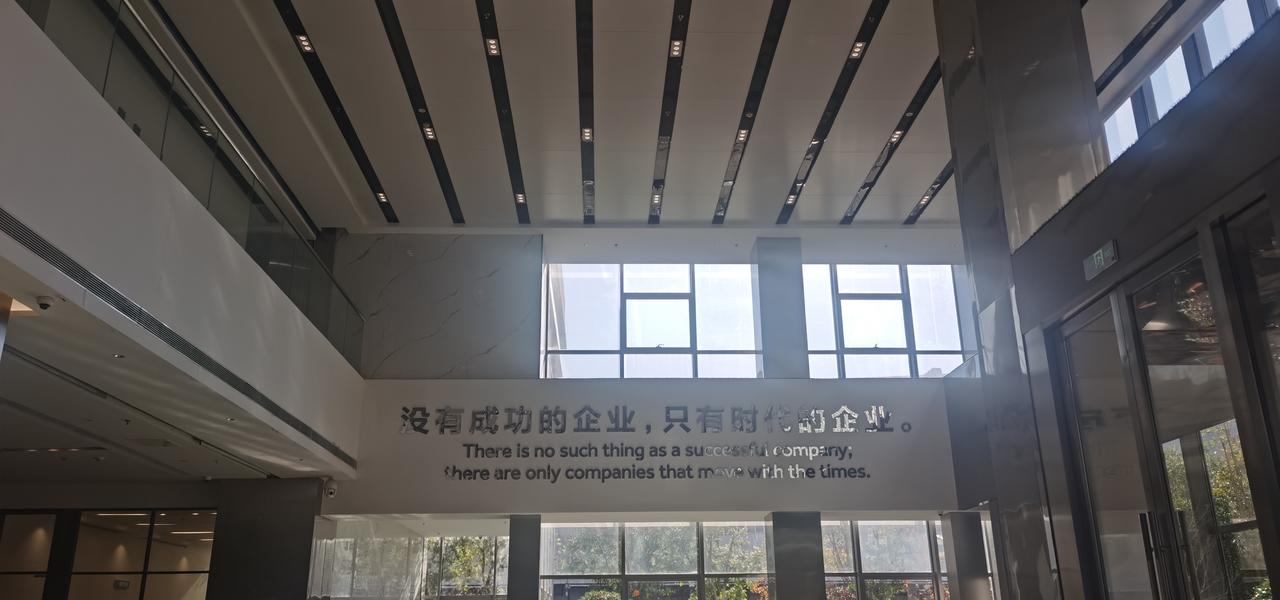 没有成功的企业，只有时代的企业。
There is no such thing as a successful company;
there are only companies that move with the times.